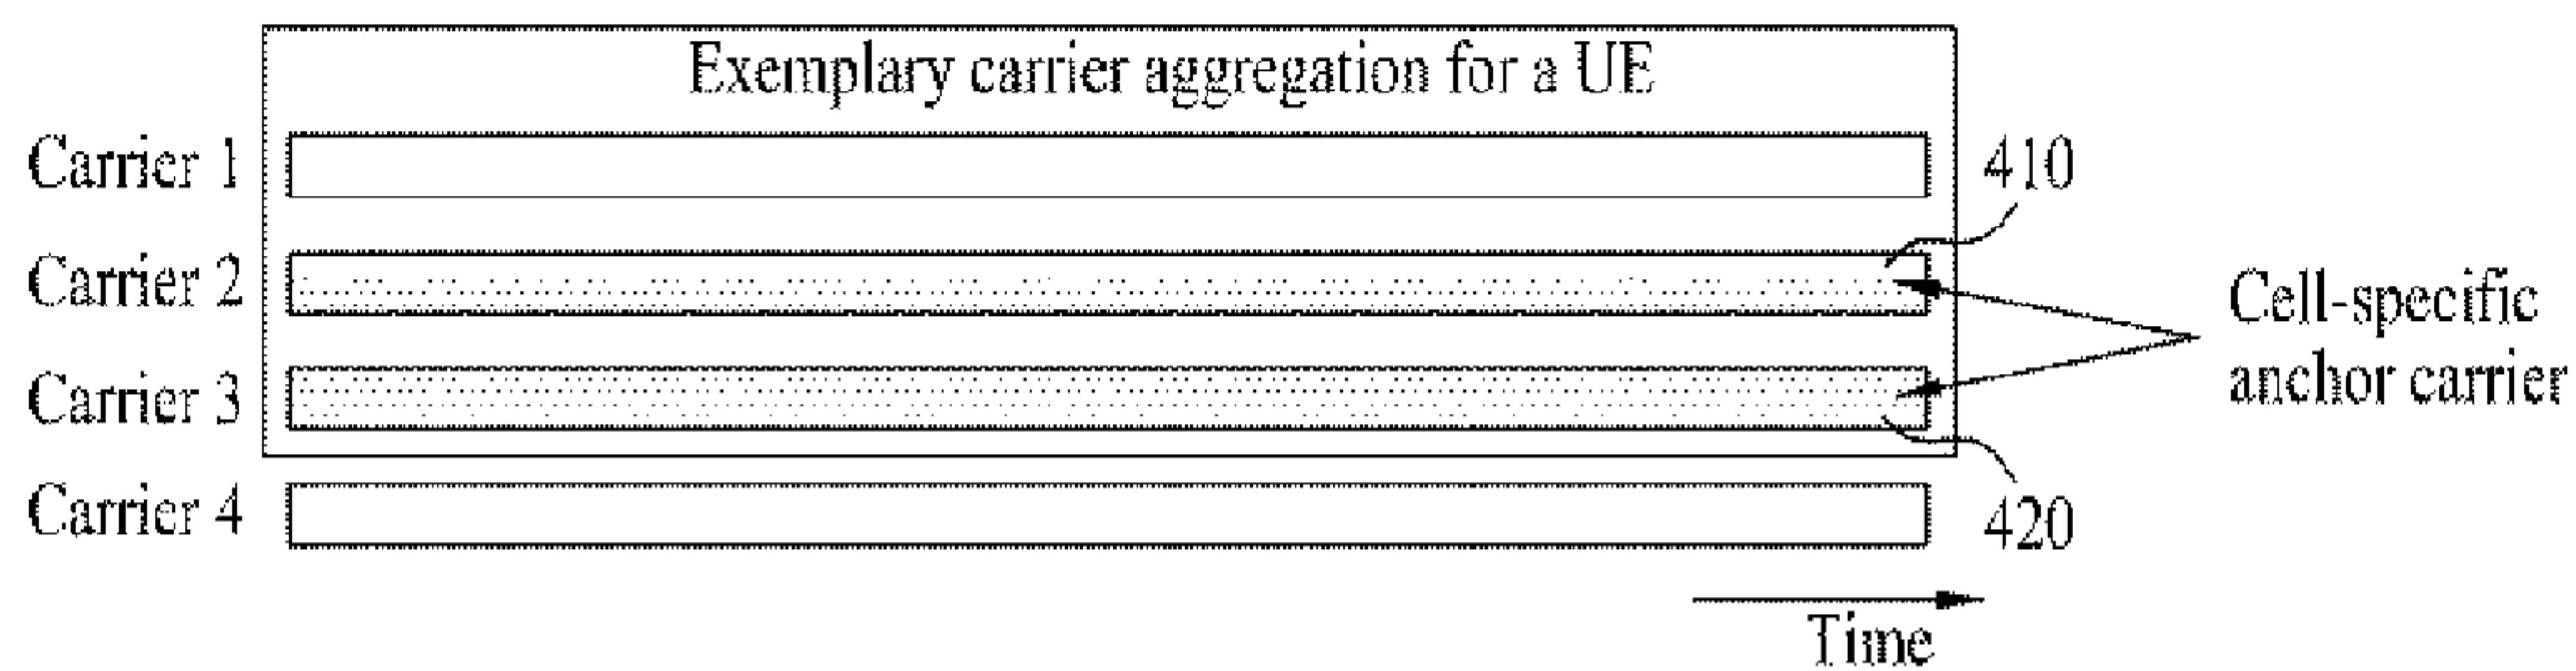 Exemplary carrier aggregation for a UE
Carrier 1
410
Carrier 2
Cell-specific
anchor carrier
Carrier 3
Carrier 4
420
Time